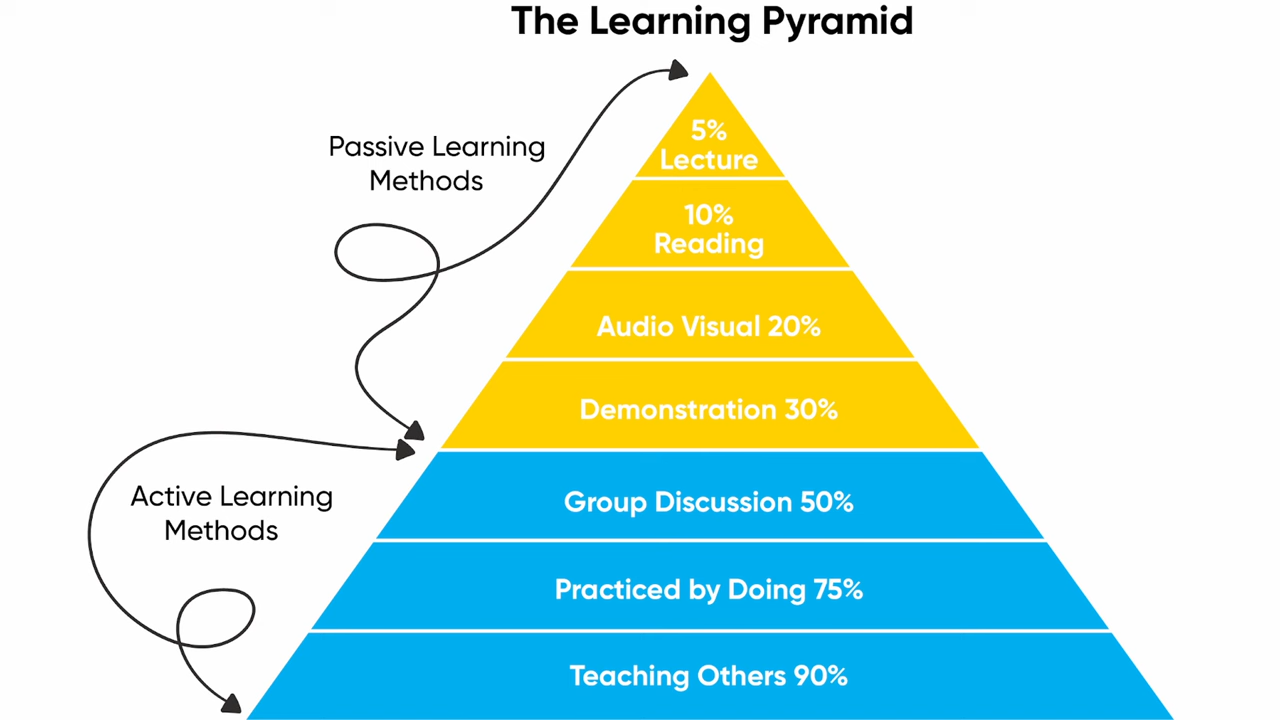 The Learning Pyramid
Passive Learning
Methods
5%
Lecture
10%
Reading
Audio Visual 20%
Demonstration 30%
Active Learning
Methods
Group Discussion 50%
Practiced by Doing 75%
Teaching Others 90%